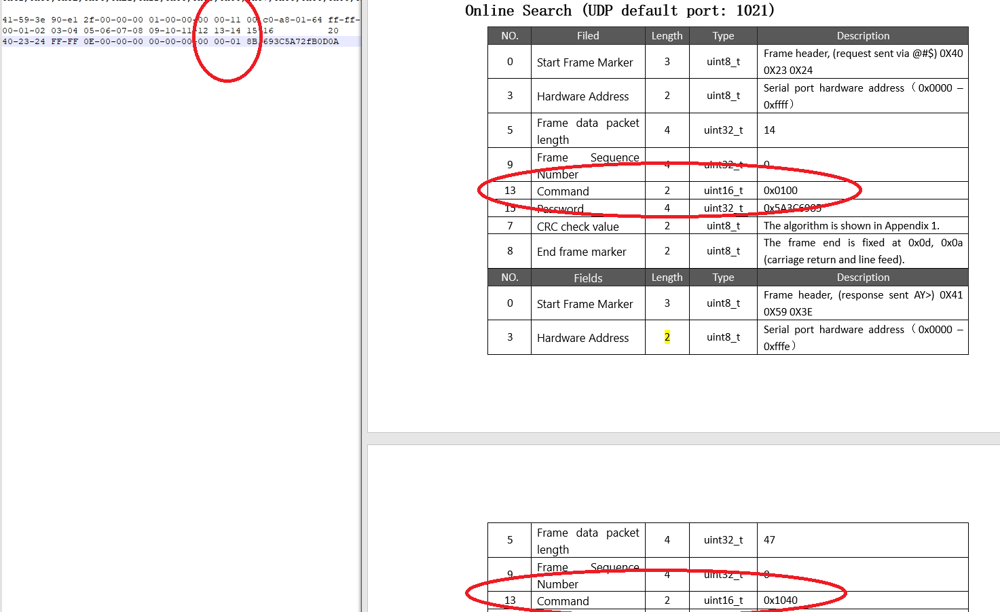 41-59-3e 90-e1 2f-00-00-00 01-00-00-00 00-11 00 c0-a8-01-64 ff-ff-
00-01-02 03-04 05-06-07-08 09-10-11-12 13-14 15 16 20
40-23-24 FF-FF 0E-00-00-00 00-00-00-00 00-01 8B 693C5A72fB0D0A
Online Search (UDP default port: 1021)
NO. Filed Length Type Description
0 Start Frame Marker 3 uint8_t Frame header, (request sent via @#$) 0X40
0X23 0X24
3 Hardware Address 2 uint8_t Serial port hardware address（0x0000 –
0xffff）
5 Frame data packet
length 4 uint32_t 14
9 Frame Sequence
Number 4 uint32_t 0
13 Command 2 uint16_t 0x0100
15 Password 4 uint32_t 0x5A3C6985
7 CRC check value 2 uint8_t The algorithm is shown in Appendix 1.
8 End frame marker 2 uint8_t The frame end is fixed at 0x0d, 0x0a
(carriage return and line feed).
NO. Fields Length Type Description
0 Start Frame Marker 3 uint8_t Frame header, (response sent AY>) 0X41
0X59 0X3E
3 Hardware Address 2 uint8_t Serial port hardware address（0x0000 –
0xfffe）
5 Frame data packet
length 4 uint32_t 47
9 Frame Sequence
Number 4 uint32_t 0
13 Command 2 uint16_t 0x1040